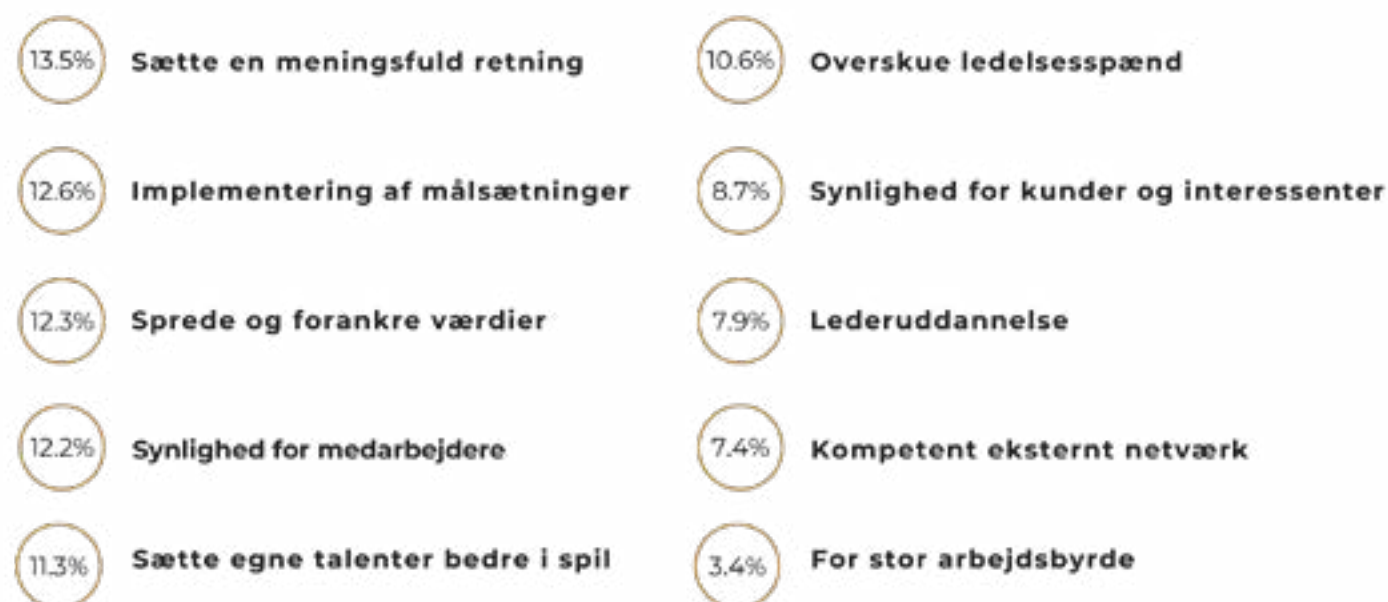 13.5% Sætte en meningsfuld retning
12.6% Implementering af målsætninger
12.3% Sprede og forankre værdier
12.2% Synlighed for medarbejdere
11.3% Sætte egne talenter bedre i spil
10.6% Overskue ledelsesspænd
8.7% Synlighed for kunder og interessenter
7.9% Lederuddannelse
7.4% Kompetent eksternt netværk
3.4% For stor arbejdsbyrde